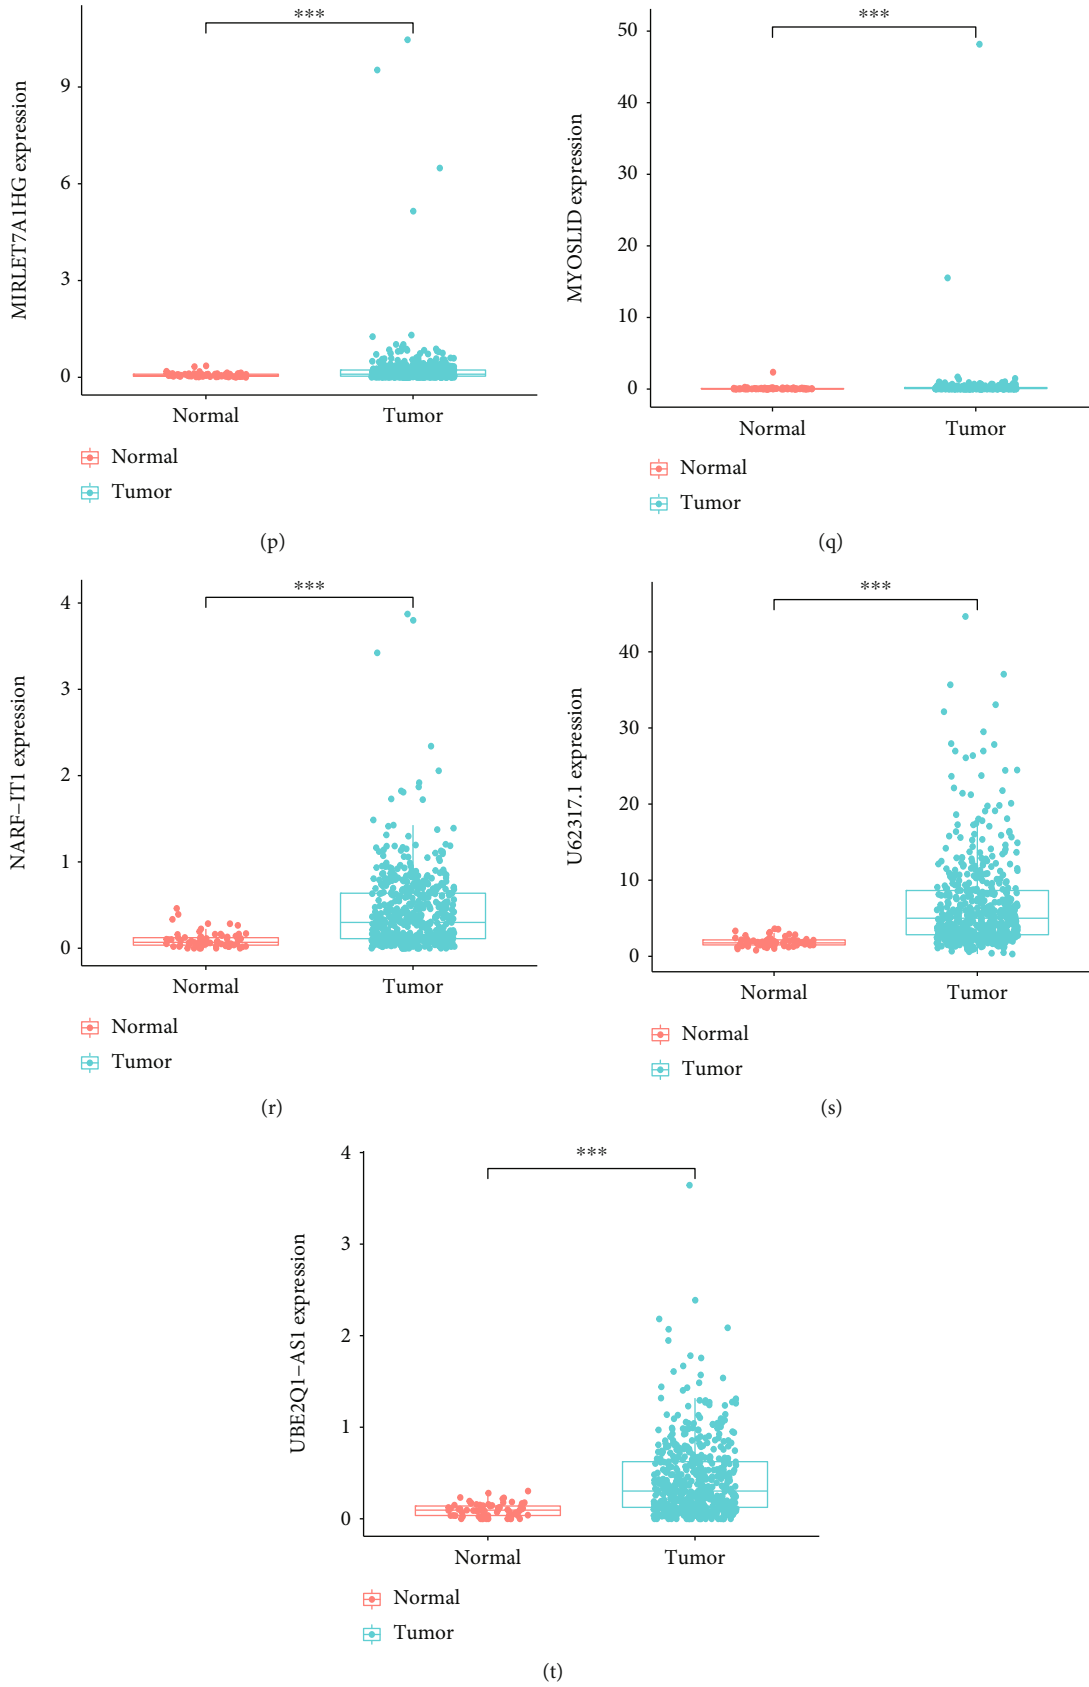 ***
MIRLET7A1HG expression
9
6
3
0
Normal
Tumor
Normal
Tumor
(p)
***
MYOSLID expression
50
40
30
20
10
0
Normal
Tumor
Normal
Tumor
(q)
***
NARF−IT1 expression
4
3
2
1
0
Normal
Tumor
Normal
Tumor
(r)
***
U62317.1 expression
40
30
20
10
0
Normal
Tumor
Normal
Tumor
(s)
***
UBE2Q1−AS1 expression
4
3
2
1
0
Normal
Tumor
Normal
Tumor
(t)